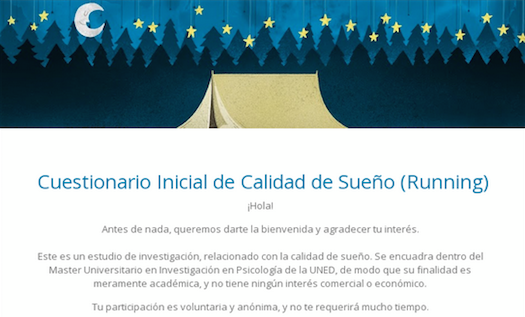 Cuestionario Inicial de Calidad de Sueño (Running)
¡Hola!
Antes de nada, queremos darte la bienvenida y agradecer tu interés.
Este es un estudio de investigación, relacionado con la calidad de sueño. Se encuadra dentro del
Master Universitario en Investigación en Psicología de la UNED, de modo que su finalidad es
meramente académica, y no tiene ningún interés comercial o económico.
Tu participación es voluntaria y anónima, y no te requerirá mucho tiempo.